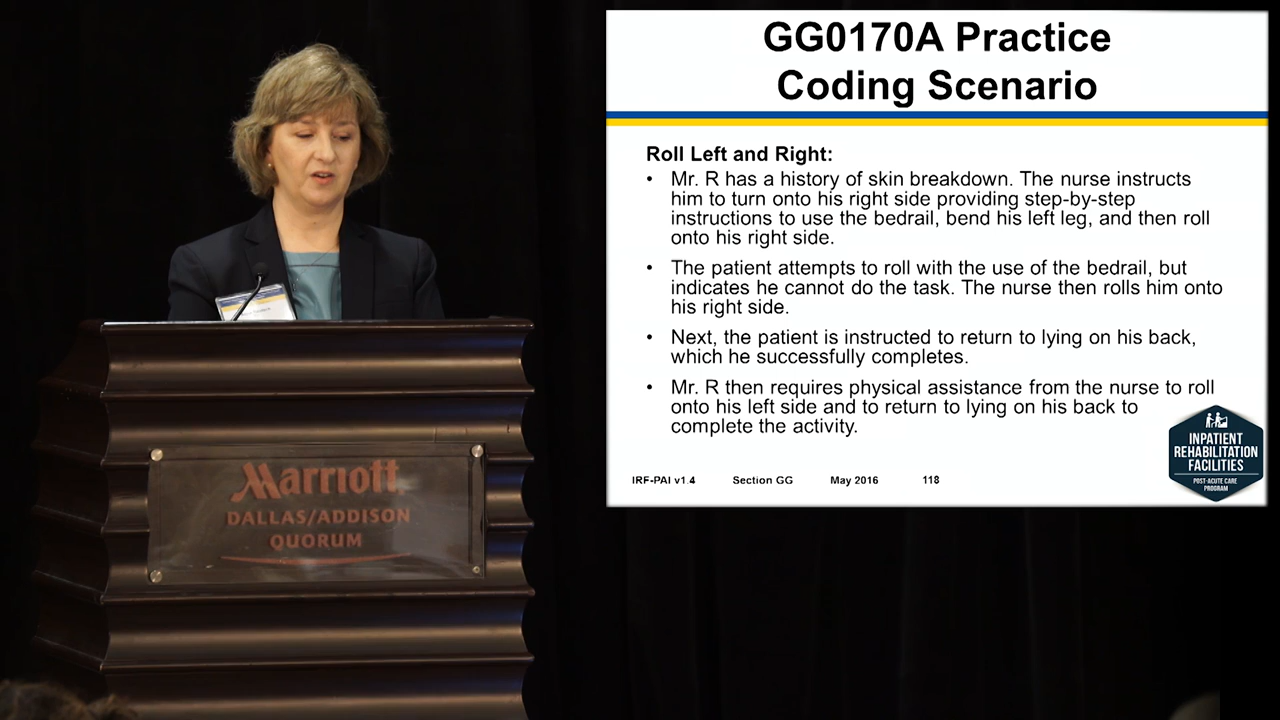 GG0170A Practice
Coding Scenario
Roll Left and Right:
• Mr. R has a history of skin breakdown. The nurse instructs
him to turn onto his right side providing step-by-step
instructions to use the bedrail, bend his left leg, and then roll
onto his right side.
• The patient attempts to roll with the use of the bedrail, but
indicates he cannot do the task. The nurse then rolls him onto
his right side.
• Next, the patient is instructed to return to lying on his back,
which he successfully completes.
• Mr. R then requires physical assistance from the nurse to roll
onto his left side and to return to lying on his back to
complete the activity.
IRF-PAI v1.4 Section GG May 2016 118
INPATIENT
REHABILITATION
FACILITIES
POST-ACUTE CARE
PROGRAM
Marriott
DALLAS/ADDISON
QUORUM